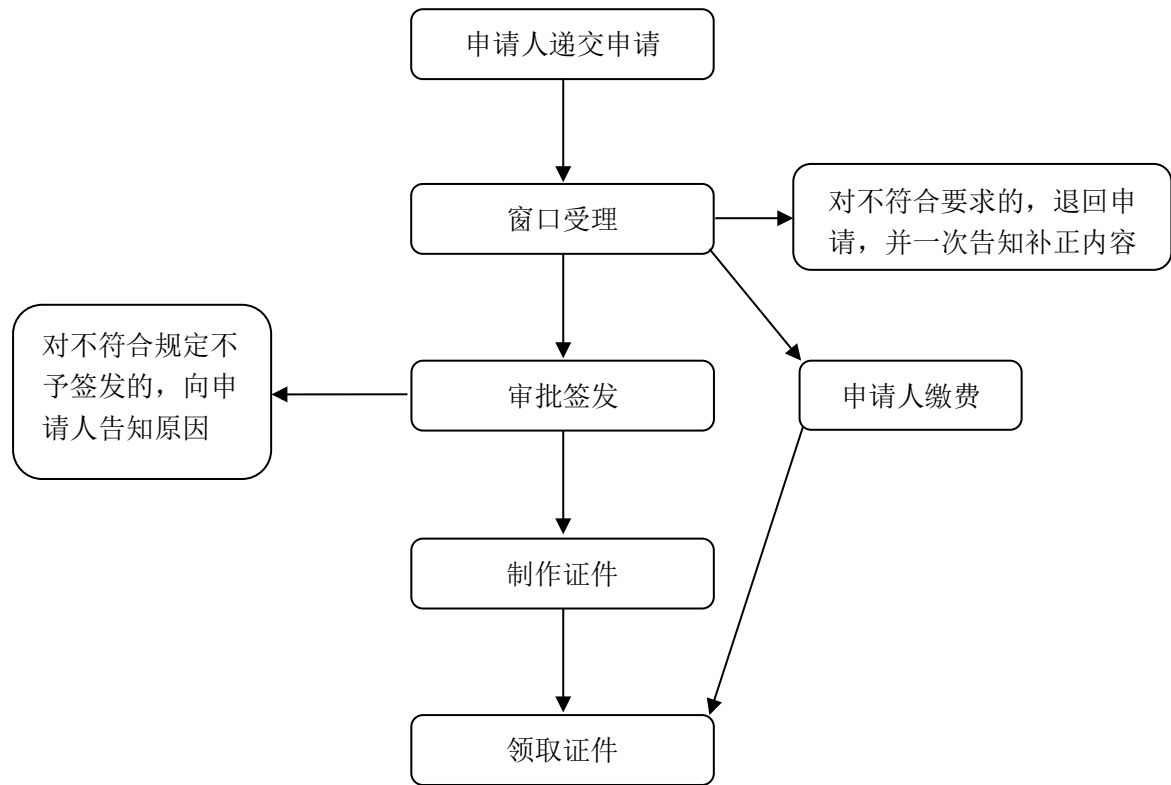 申请人递交申请
窗口受理
对不符合要求的，退回申
请，并一次告知补正内容
对不符合规定不
予签发的，向申
请人告知原因
审批签发
申请人缴费
制作证件
领取证件